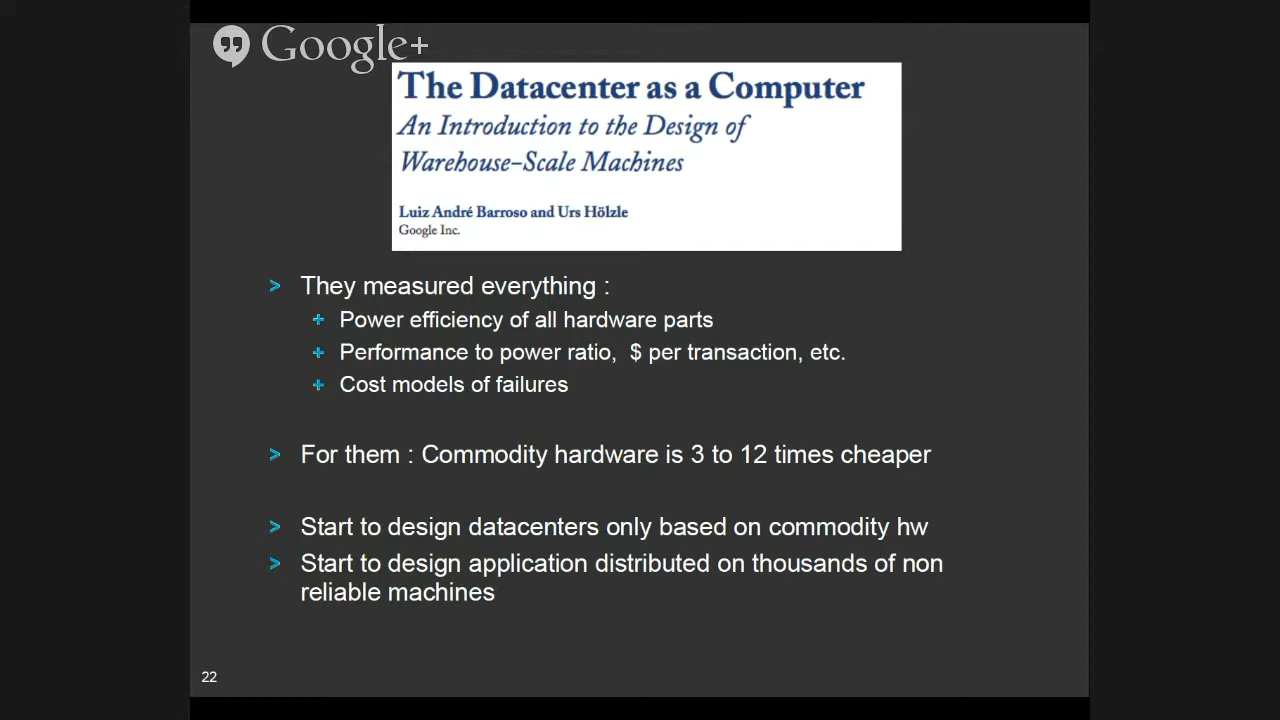 Google+
The Datacenter as a Computer
An Introduction to the Design of
Warehouse-Scale Machines
Luiz André Barroso and Urs Hölzle
Google Inc.
> They measured everything :
+ Power efficiency of all hardware parts
+ Performance to power ratio, $ per transaction, etc.
+ Cost models of failures
> For them : Commodity hardware is 3 to 12 times cheaper
> Start to design datacenters only based on commodity hw
> Start to design application distributed on thousands of non
reliable machines
22